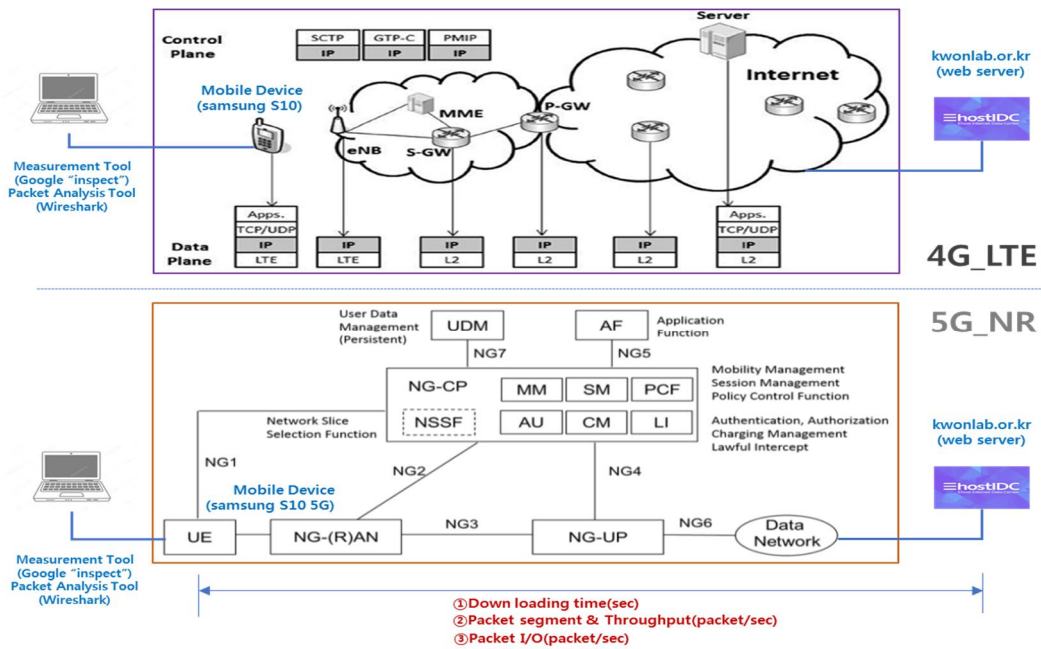 Control
Plane
SCTP
IP
GTP-C
IP
PMIP
IP
Server
Internet
kwonlab.or.kr
(web server)
hostIDC
Mobile Device
(samsung S10)
MME
P-GW
eNB
S-GW
Measurement Tool
(Google “inspect”)
Packet Analysis Tool
(Wireshark)
Data
Plane
Apps.
TCP/UDP
IP
LTE
IP
LTE
IP
L2
IP
L2
IP
L2
Apps.
TCP/UDP
IP
L2
4G_LTE
5G_NR
User Data
Management
(Persistent)
UDM
AF
Application
Function
NG7
NG5
NG-CP
MM
SM
PCF
NSSF
AU
CM
LI
Mobility Management
Session Management
Policy Control Function
Authentication, Authorization
Charging Management
Lawful Intercept
Network Slice
Selection Function
NG1
NG2
NG4
kwonlab.or.kr
(web server)
hostIDC
Mobile Device
(samsung S10 5G)
UE
NG-(R)AN
NG3
NG-UP
NG6
Data
Network
Measurement Tool
(Google “inspect”)
Packet Analysis Tool
(Wireshark)
①Down loading time(sec)
②Packet segment & Throughput(packet/sec)
③Packet I/O(packet/sec)